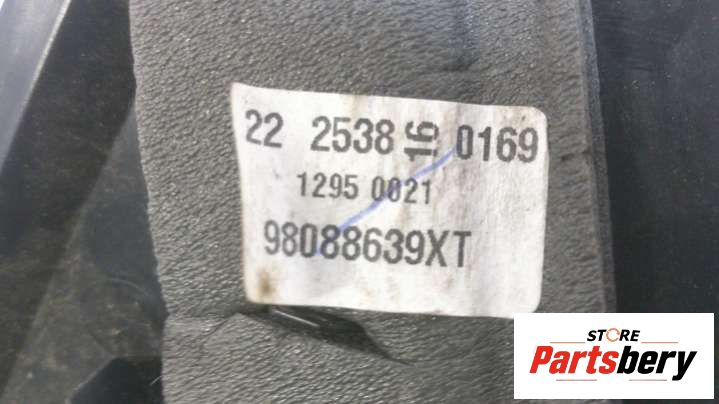 22 2538 16 0169
1295 0021
98088639XT
STORE
Partsbery